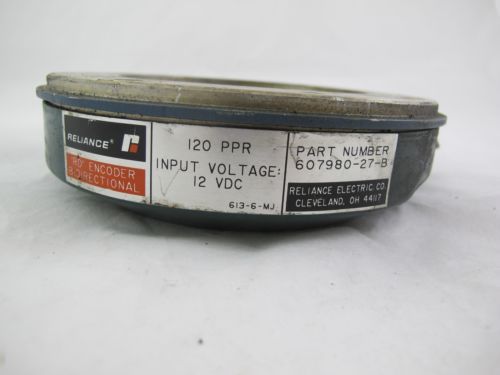 RELIANCE
RD ENCODER
BIDIRECTIONAL
120 PPR
INPUT VOLTAGE:
12 VDC
613-6-MJ
PART NUMBER
607980-27-B
RELIANCE ELECTRIC CO.
CLEVELAND, OH 44117